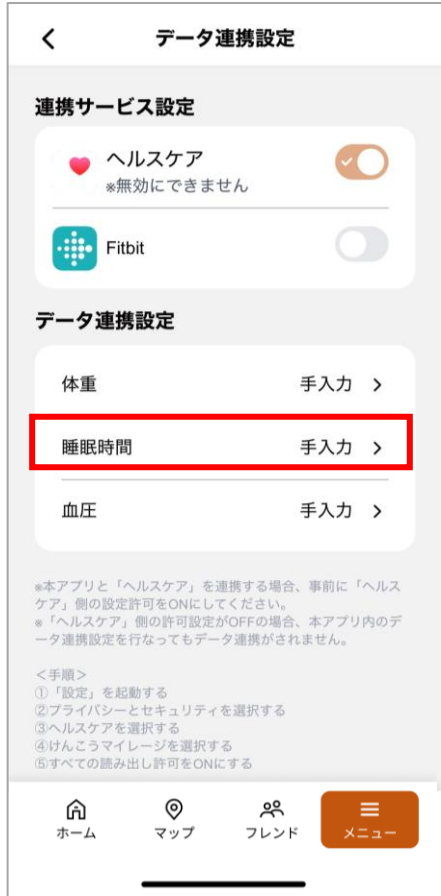 データ連携設定
連携サービス設定
ヘルスケア
※無効にできません
Fitbit
データ連携設定
体重 手入力
睡眠時間 手入力
血圧 手入力
※本アプリと「ヘルスケア」を連携する場合、事前に「ヘルス
ケア」側の設定許可をONにしてください。
※「ヘルスケア」側の許可設定がOFFの場合、本アプリ内のデ
ータ連携設定を行なってもデータ連携がされません。
＜手順＞
①「設定」を起動する
②プライバシーとセキュリティを選択する
③ヘルスケアを選択する
④けんこうマイレージを選択する
⑤すべての読み出し許可をONにする
ホーム マップ フレンド メニュー